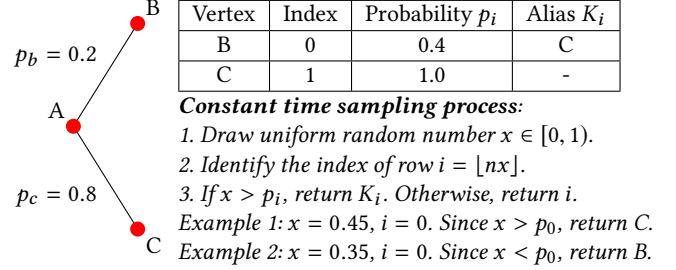 B
p_b = 0.2
A
p_c = 0.8
C
Vertex Index Probability p_i Alias K_i
B 0 0.4 C
C 1 1.0 -
Constant time sampling process:
1. Draw uniform random number x ∈ [0, 1).
2. Identify the index of row i = ⌊nx⌋.
3. If x > p_i, return K_i. Otherwise, return i.
Example 1: x = 0.45, i = 0. Since x > p_0, return C.
Example 2: x = 0.35, i = 0. Since x < p_0, return B.